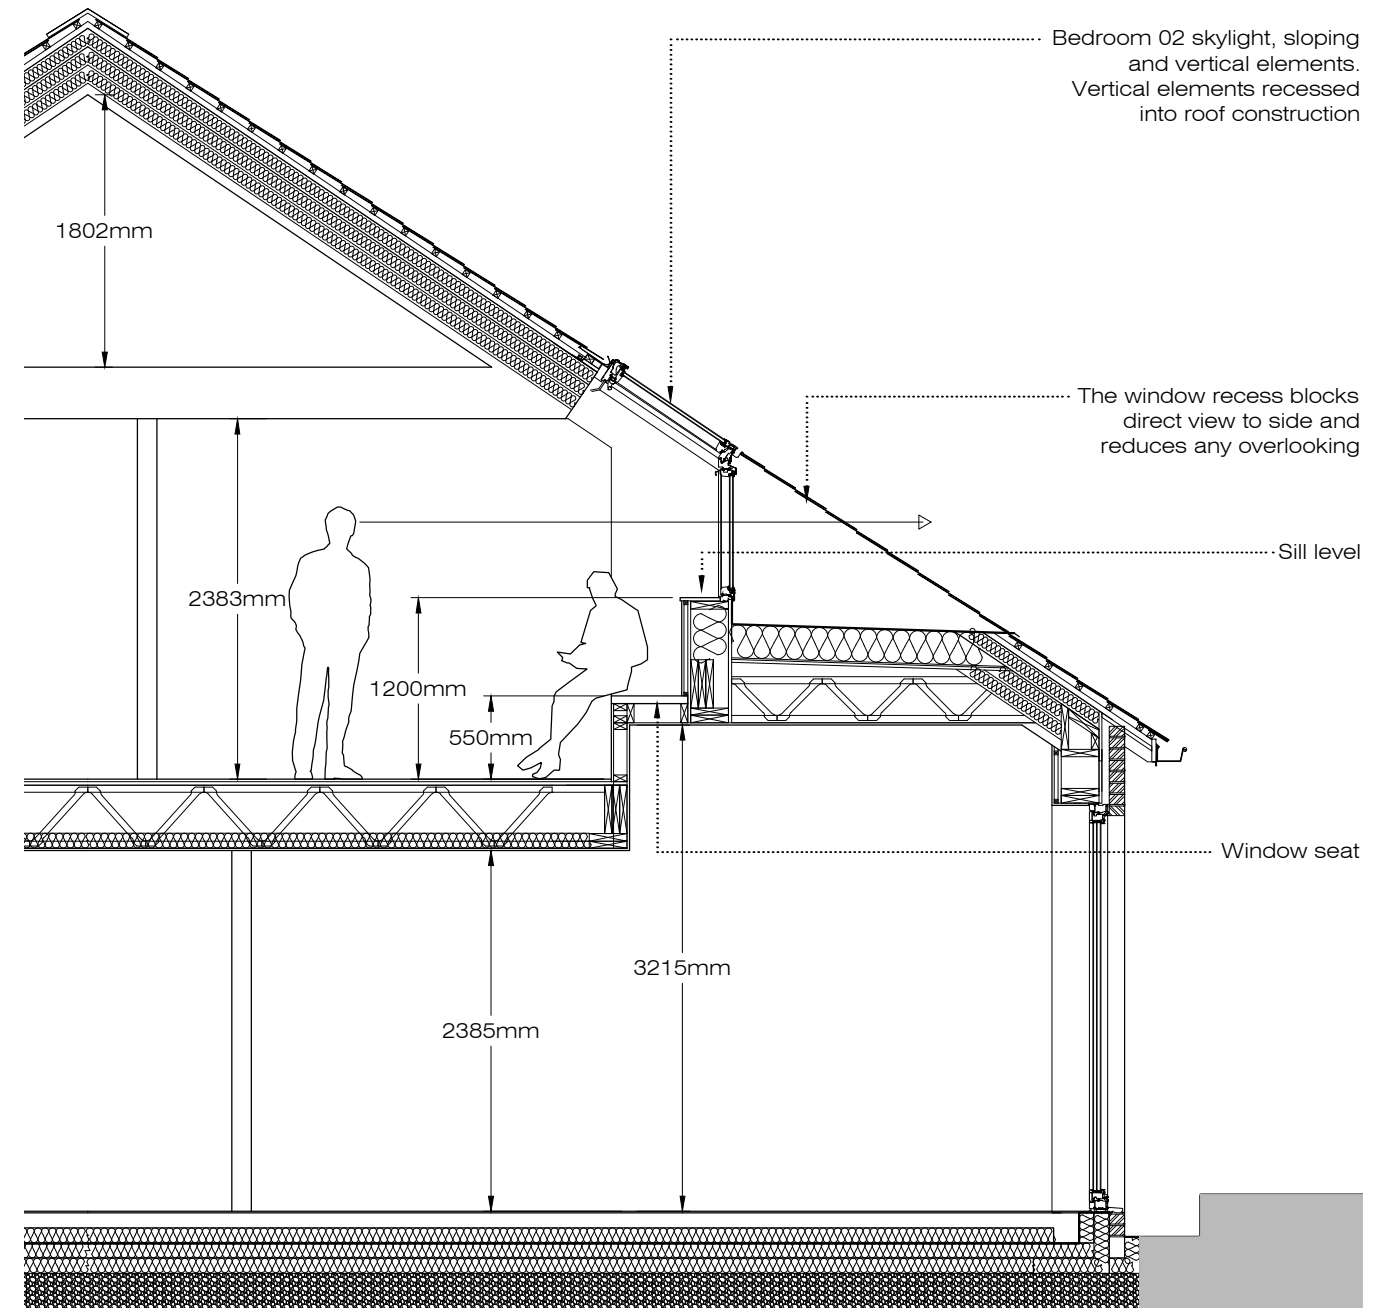 Bedroom 02 skylight, sloping
and vertical elements.
Vertical elements recessed
into roof construction
1802mm
The window recess blocks
direct view to side and
reduces any overlooking
Sill level
2383mm
1200mm
550mm
Window seat
3215mm
2385mm